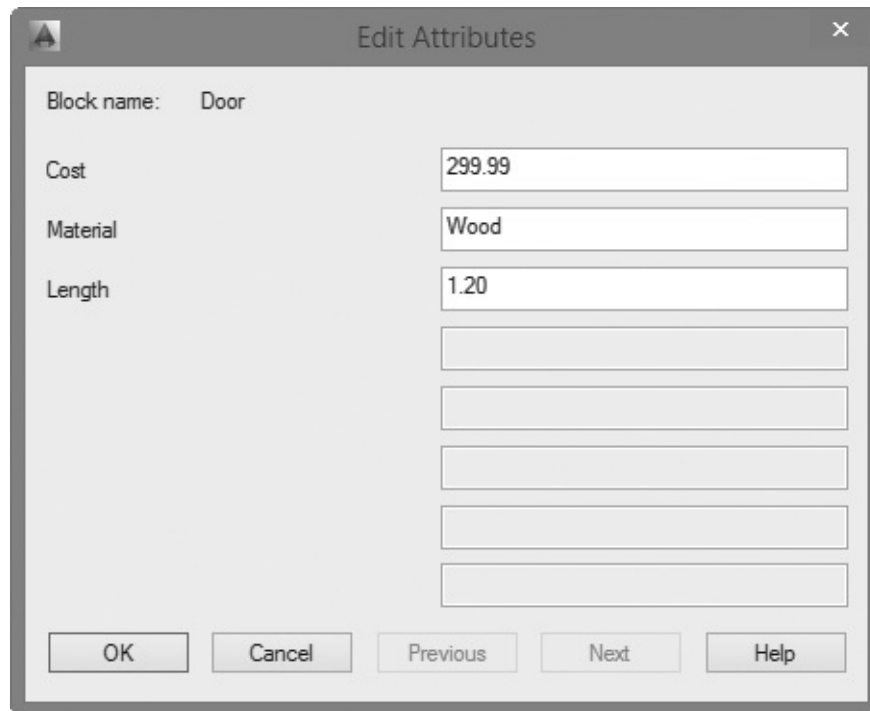 Edit Attributes
Block name: Door
Cost 299.99
Material Wood
Length 1.20
OK Cancel Previous Next Help